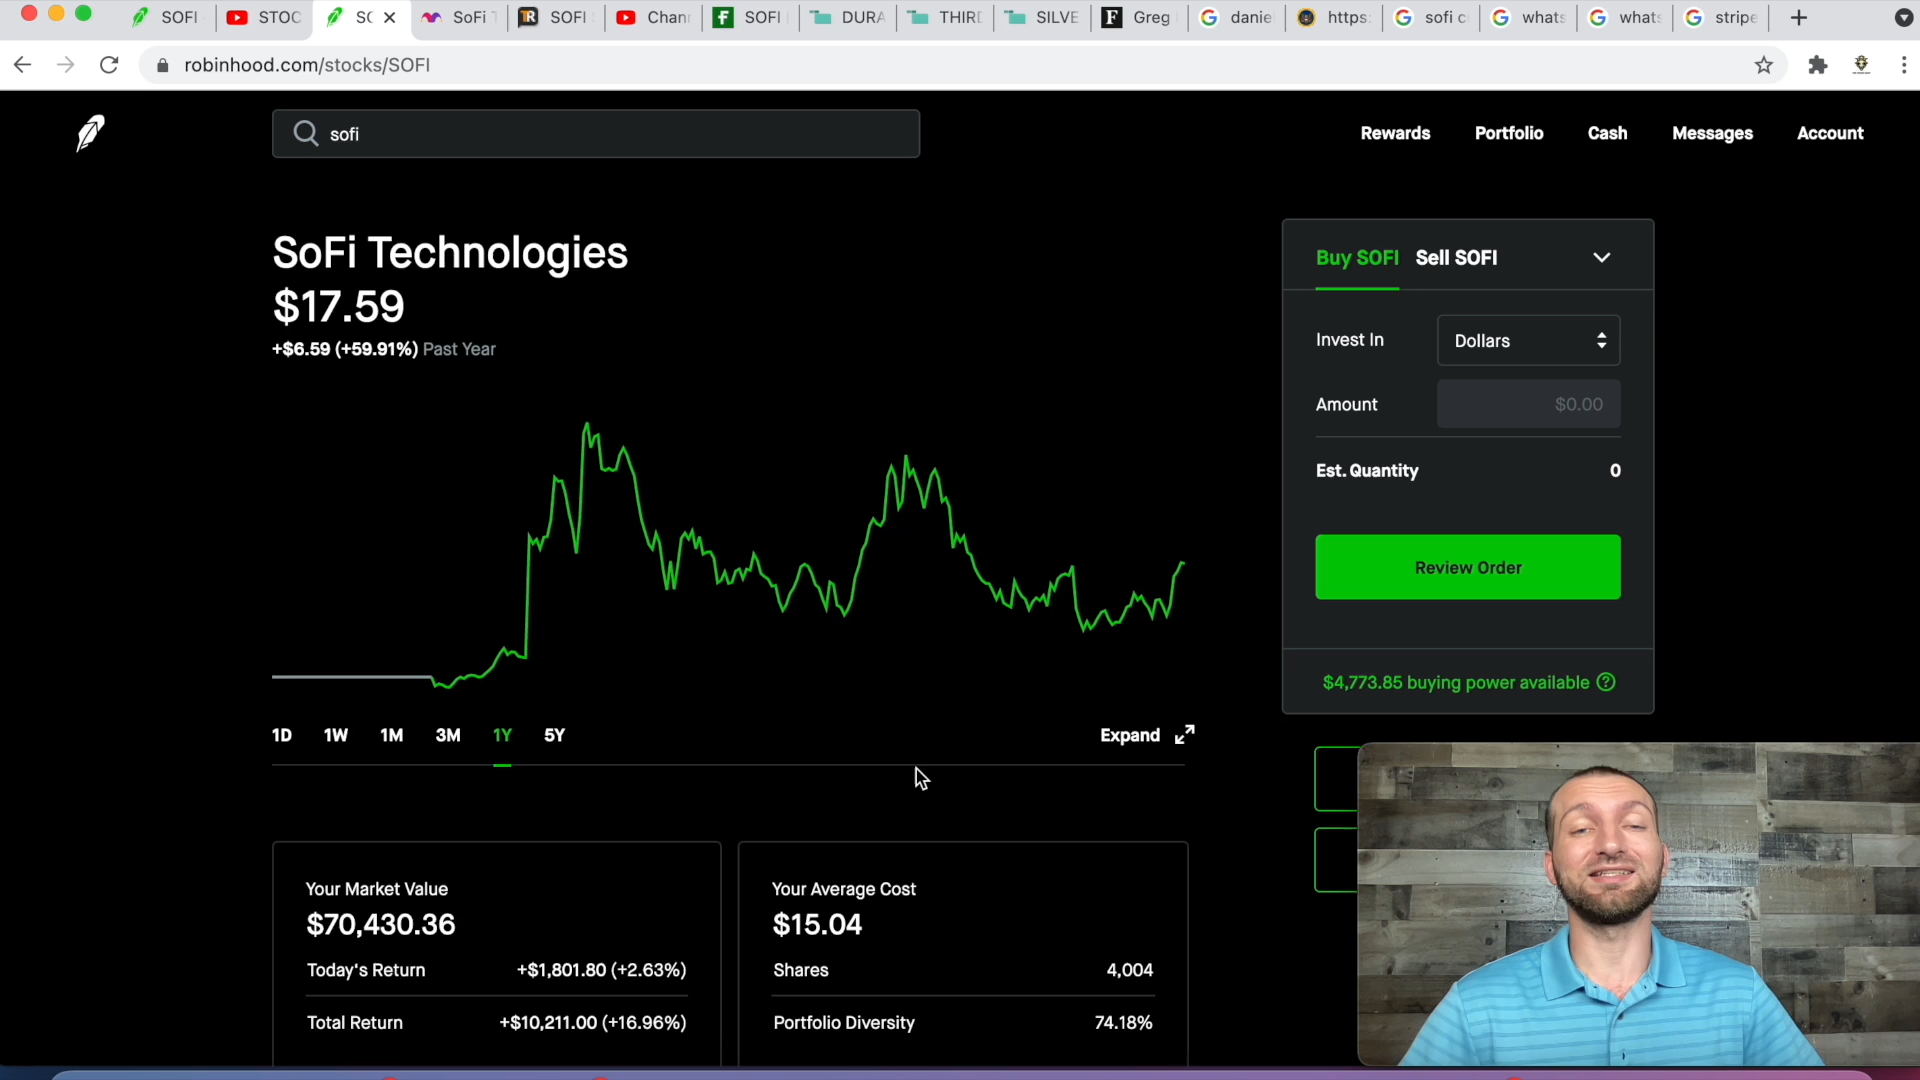 SOFI
STOC
SC
SoFi T
SOFI
Chan
SOFI
DURA
THIRD
SILVE
Greg
danie
https:
sofi c
what:
what:
stripe
robinhood.com/stocks/SOFI
sofi
Rewards
Portfolio
Cash
Messages
Account
SoFi Technologies
$17.59
+$6.59 (+59.91%) Past Year
Buy SOFI
Sell SOFI
Invest In
Dollars
Amount
$0.00
Est. Quantity
0
Review Order
$4,773.85 buying power available
1D
1W
1M
3M
1Y
5Y
Expand
Your Market Value
$70,430.36
Today's Return
+$1,801.80 (+2.63%)
Total Return
+$10,211.00 (+16.96%)
Your Average Cost
$15.04
Shares
4,004
Portfolio Diversity
74.18%